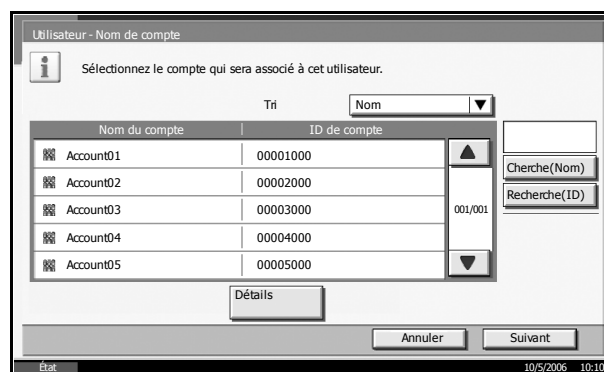 Utilisateur - Nom de compte
Sélectionnez le compte qui sera associé à cet utilisateur.
Tri Nom
Nom du compte ID de compte
Account01 00001000
Account02 00002000
Account03 00003000
Account04 00004000
Account05 00005000
001/001
Cherche(Nom)
Recherche(ID)
Détails
Annuler Suivant
État 10/5/2006 10:10